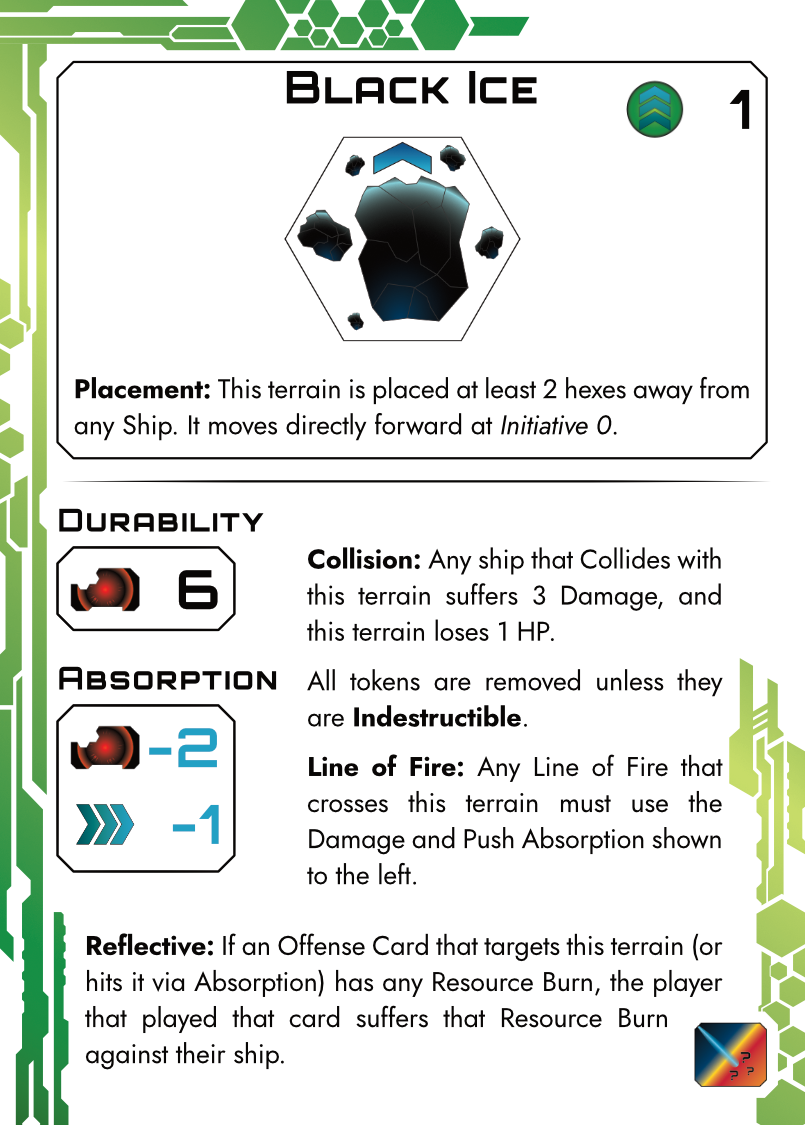 Black Ice
1
Placement: This terrain is placed at least 2 hexes away from
any Ship. It moves directly forward at Initiative 0.
Durability
6
Collision: Any ship that Collides with
this terrain suffers 3 Damage, and
this terrain loses 1 HP.
Absorption
-2
-1
All tokens are removed unless they
are Indestructible.
Line of Fire: Any Line of Fire that
crosses this terrain must use the
Damage and Push Absorption shown
to the left.
Reflective: If an Offense Card that targets this terrain (or
hits it via Absorption) has any Resource Burn, the player
that played that card suffers that Resource Burn
against their ship.
? ? ?